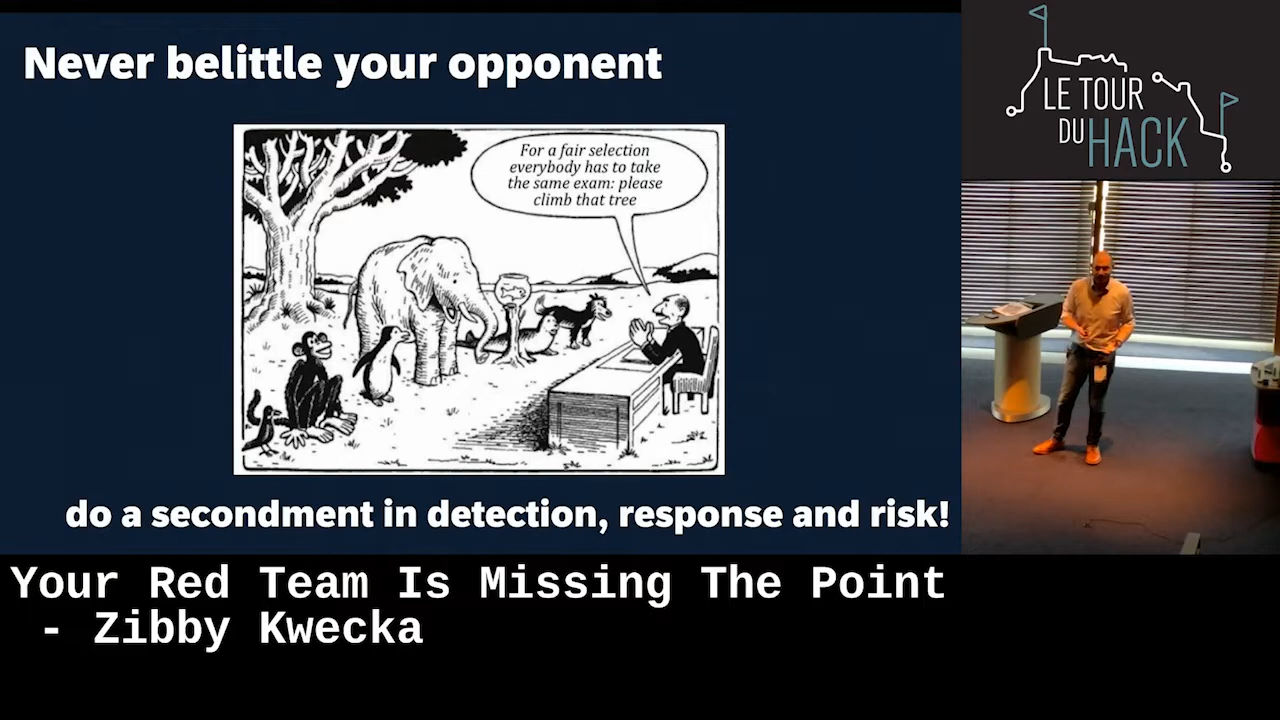 Never belittle your opponent
For a fair selection
everybody has to take
the same exam: please
climb that tree
do a secondment in detection, response and risk!
LE TOUR
DU HACK
Your Red Team Is Missing The Point
- Zibby Kwecka